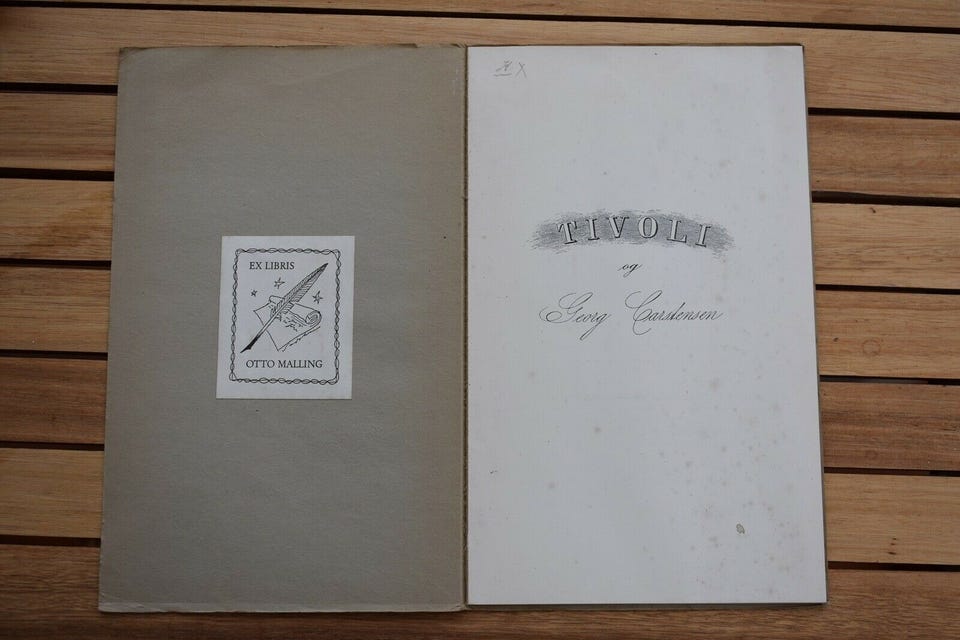 EX LIBRIS
OTTO MALLING
TIVOLI
og
Georg Carstensen